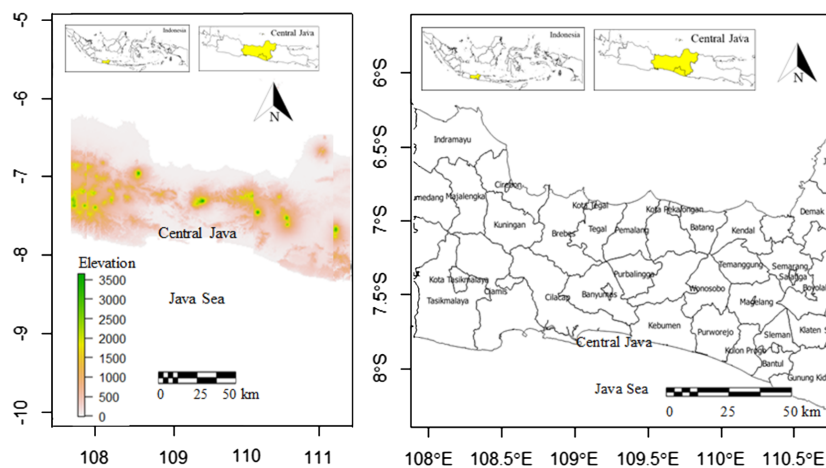 -5
-6
-7
-8
-9
-10
Indonesia
Central Java
N
Central Java
Java Sea
Elevation
3500
3000
2500
2000
1500
1000
500
0
0 25 50 km
108 109 110 111
Indonesia
Central Java
N
6°S
6.5°S
7°S
7.5°S
8°S
Indramayu
Cirebon
medang Majalengka
Kuningan
Kota Tegal
Kota Pekalongan
Brebes
Tegal
Pemalang
Batang
Kendal
Demak
Kota Tasikmalaya
Tasikmalaya
Ciamis
Cilacap
Banyumas
Purbalingga
Temanggung
Semarang
Salatiga
Wonosobo
Boyolal
Magelang
Kebumen
Purworejo
Sleman
Klaten S
Kulon Progo
Bantul
Gunung Kid
Central Java
Java Sea
0 25 50 km
108°E 108.5°E 109°E 109.5°E 110°E 110.5°E